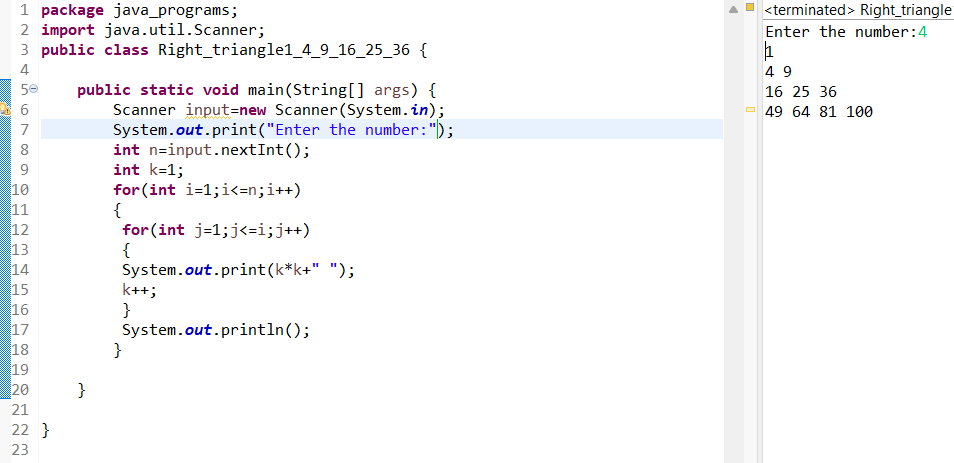 1 package java_programs;
2 import java.util.Scanner;
3 public class Right_triangle1_4_9_16_25_36 {
4
5 public static void main(String[] args) {
6 Scanner input=new Scanner(System.in);
7 System.out.print("Enter the number:");
8 int n=input.nextInt();
9 int k=1;
10 for(int i=1;i<=n;i++)
11 {
12 for(int j=1;j<=i;j++)
13 {
14 System.out.print(k*k+" ");
15 k++;
16 }
17 System.out.println();
18 }
19
20 }
21
22 }
23
<terminated> Right_triangle
Enter the number:4
1
4 9
16 25 36
49 64 81 100